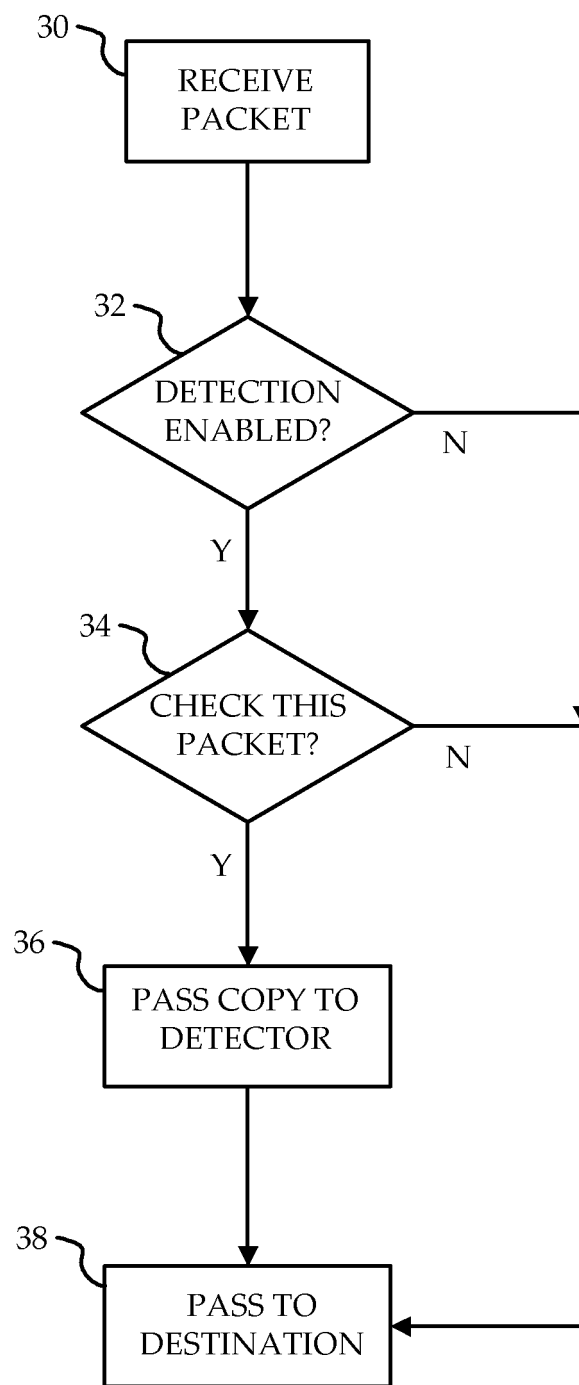 30
RECEIVE
PACKET
32
DETECTION
ENABLED?
N
Y
34
CHECK THIS
PACKET?
N
Y
36
PASS COPY TO
DETECTOR
38
PASS TO
DESTINATION